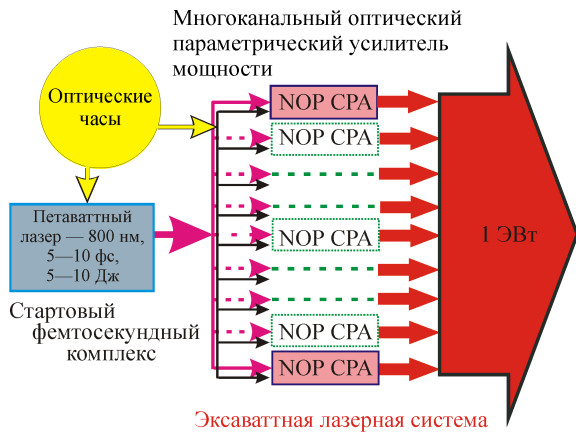 Многоканальный оптический
параметрический усилитель
мощности
Оптические
часы
NOP CPA
NOP CPA
Петаваттный
лазер — 800 нм,
5—10 фс,
5—10 Дж
NOP CPA
1 ЭВт
Стартовый
фемтосекундный
комплекс
NOP CPA
NOP CPA
Эксаваттная лазерная система